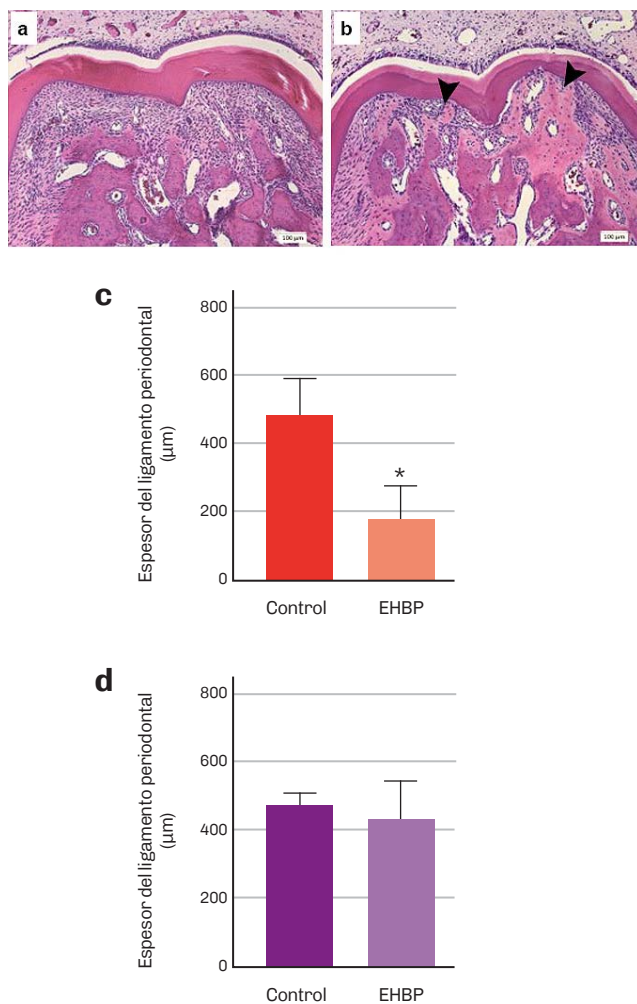 a
b
100 µm
100 µm
c
Espesor del ligamento periodontal
(µm)
800
600
400
200
0
*
Control
EHBP
d
Espesor del ligamento periodontal
(µm)
800
600
400
200
0
Control
EHBP